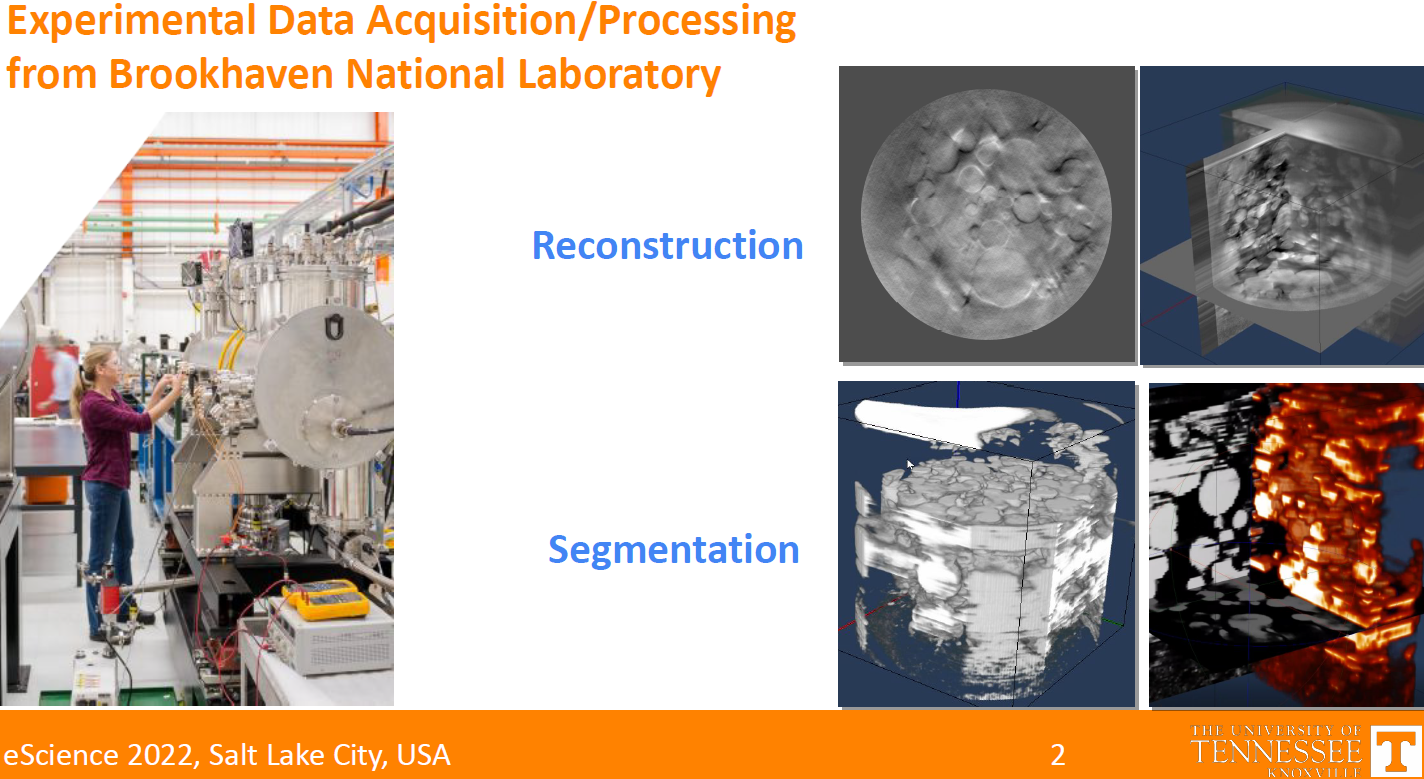 Experimental Data Acquisition/Processing
from Brookhaven National Laboratory
Reconstruction
Segmentation
eScience 2022, Salt Lake City, USA
2
THE UNIVERSITY OF
TENNESSEE
KNOXVILLE
T